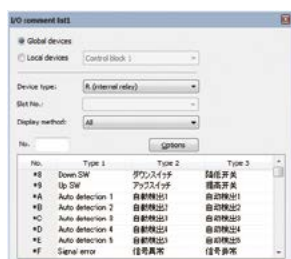 I/O comment list1
Global devices
Local devices Control block 1
Device type: R (internal relay)
Slot No.:
Display method: All
No. Options
No. Type 1 Type 2 Type 3
*8 Down SW ダウンスイッチ 降低开关
*9 Up SW アップスイッチ 提高开关
*A Auto detection 1 自動検出1 自动检出1
*B Auto detection 2 自動検出2 自动检出2
*C Auto detection 3 自動検出3 自动检出3
*D Auto detection 4 自動検出4 自动检出4
*E Auto detection 5 自動検出5 自动检出5
*F Signal error 信号異常 信号异常